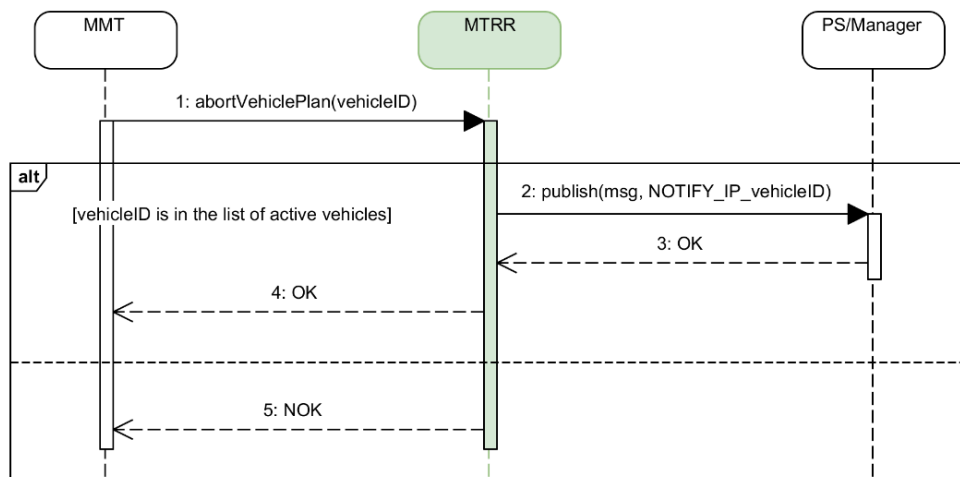 MMT
MTRR
PS/Manager
1: abortVehiclePlan(vehicleID)
alt
2: publish(msg, NOTIFY_IP_vehicleID)
[vehicleID is in the list of active vehicles]
3: OK
4: OK
5: NOK